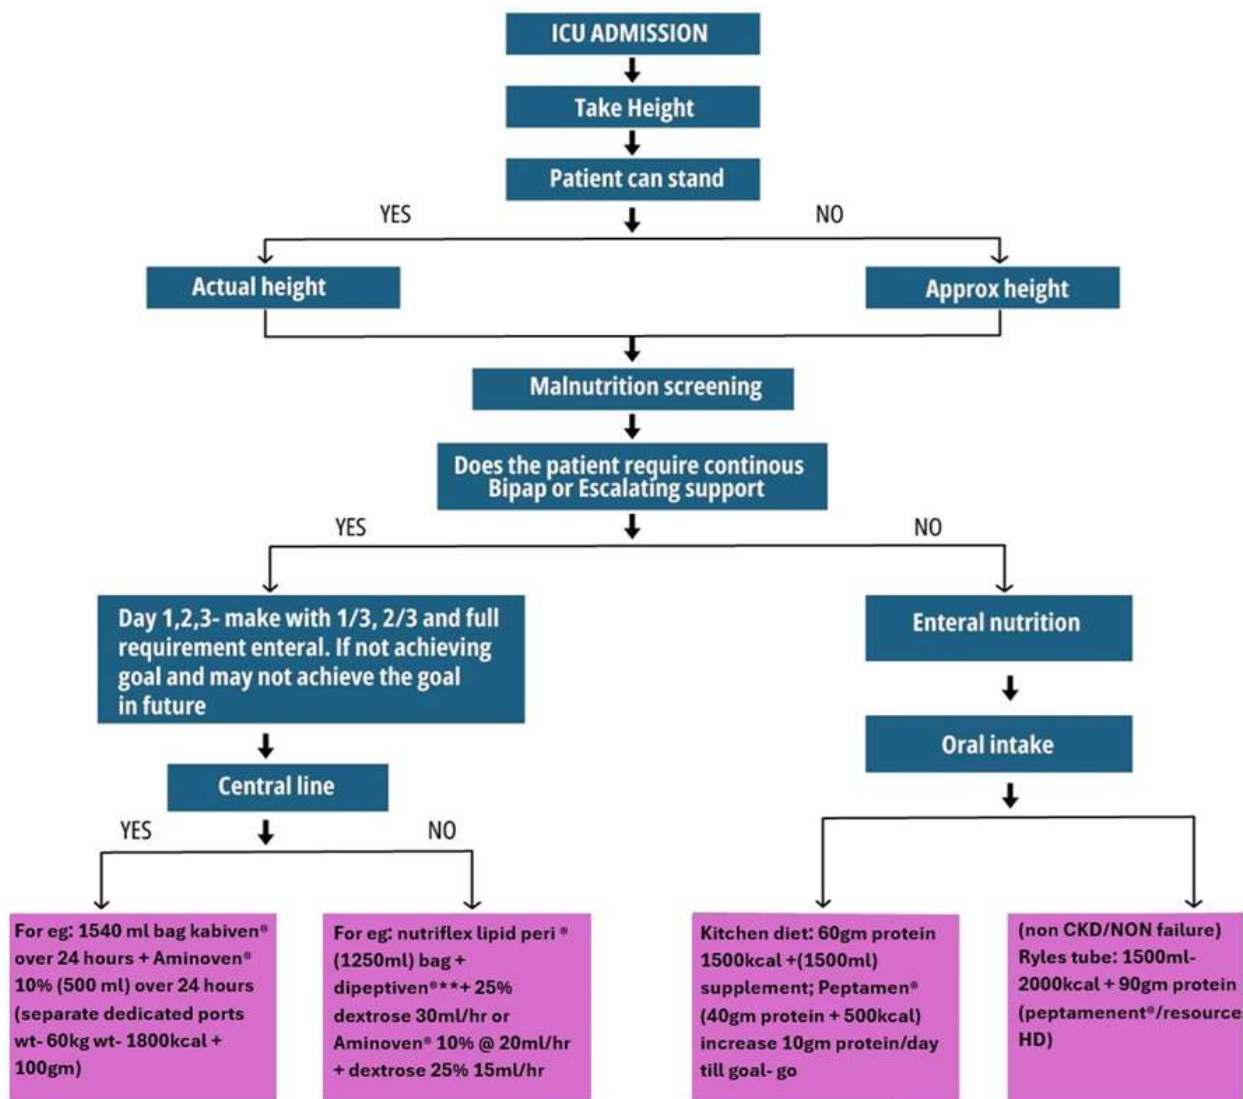 ICU ADMISSION
Take Height
Patient can stand
YES
NO
Actual height
Approx height
Malnutrition screening
Does the patient require continous
Bipap or Escalating support
YES
NO
Day 1,2,3- make with 1/3, 2/3 and full
requirement enteral. If not achieving
goal and may not achieve the goal
in future
Enteral nutrition
Oral intake
Central line
YES
NO
For eg: 1540 ml bag kabiven®
over 24 hours + Aminoven®
10% (500 ml) over 24 hours
(separate dedicated ports
wt- 60kg wt- 1800kcal +
100gm)
For eg: nutriflex lipid peri ®
(1250ml) bag +
dipeptiven®**+ 25%
dextrose 30ml/hr or
Aminoven® 10% @ 20ml/hr
+ dextrose 25% 15ml/hr
Kitchen diet: 60gm protein
1500kcal +(1500ml)
supplement; Peptamen®
(40gm protein + 500kcal)
increase 10gm protein/day
till goal- go
(non CKD/NON failure)
Ryles tube: 1500ml-
2000kcal + 90gm protein
(peptamenent®/resource
HD)